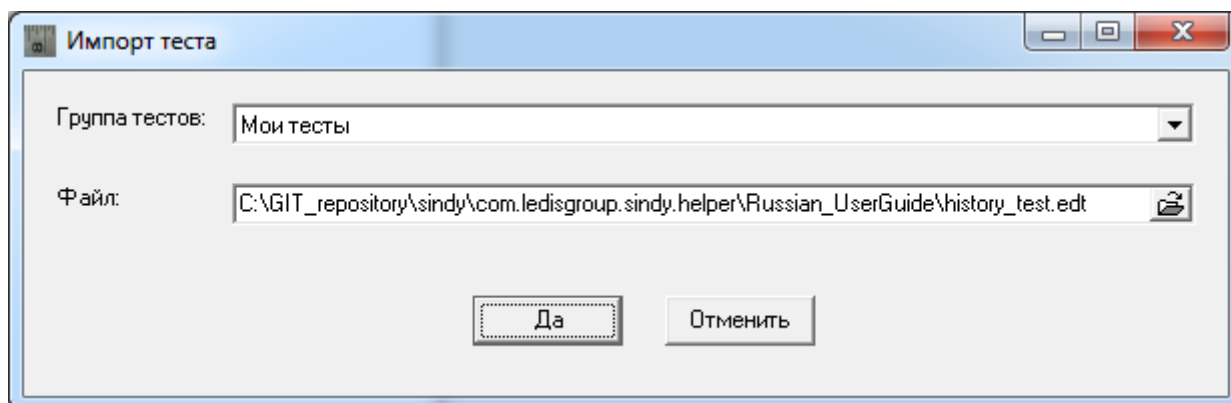 Импорт теста
Группа тестов: Мои тесты
Файл: C:\GIT_repository\sindy\com.ledisgroup.sindy.helper\Russian_UserGuide\history_test.edt
Да Отменить